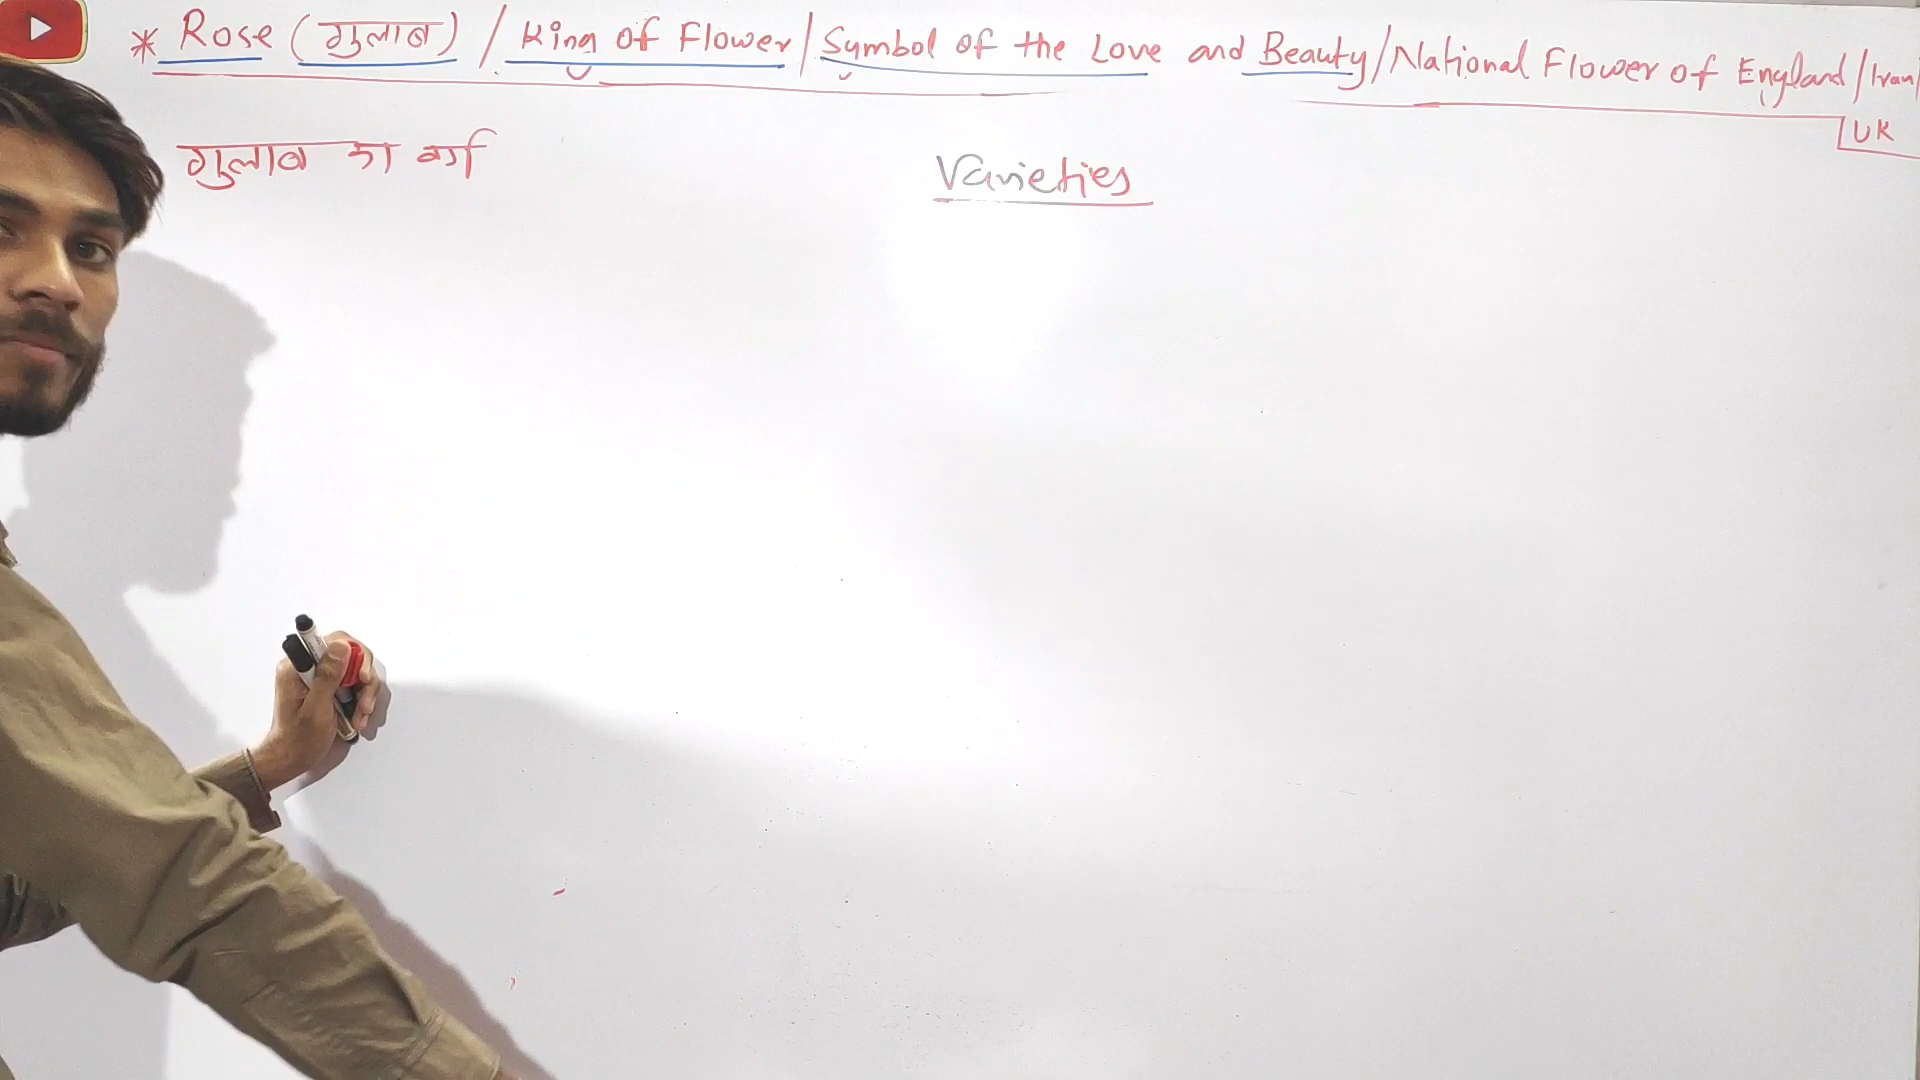 * Rose (गुलाब) / King of Flower / Symbol of the Love and Beauty / National Flower of England / Iran /
UK
गुलाब का वर्ग
Varieties